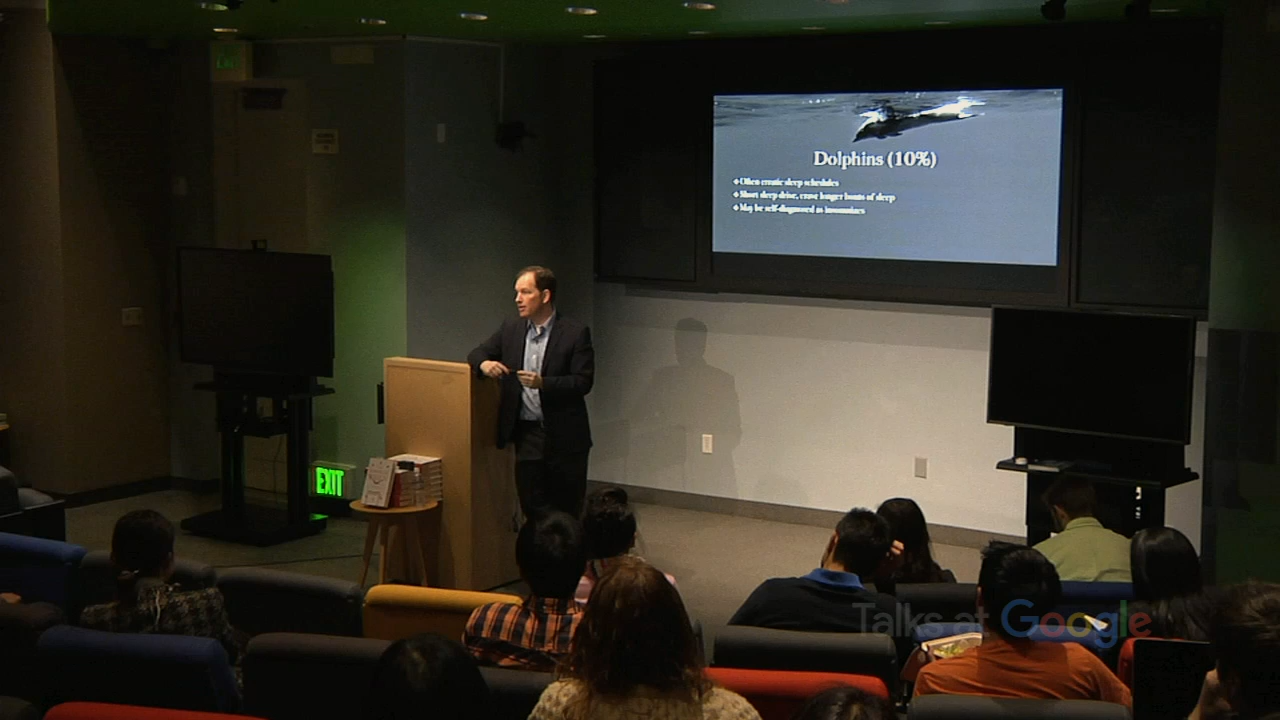 Dolphins (10%)
❖ Often erratic sleep schedules
❖ Short sleep drive, crave longer bouts of sleep
❖ May be self-diagnosed as insomniacs
EXIT
Talks at Google